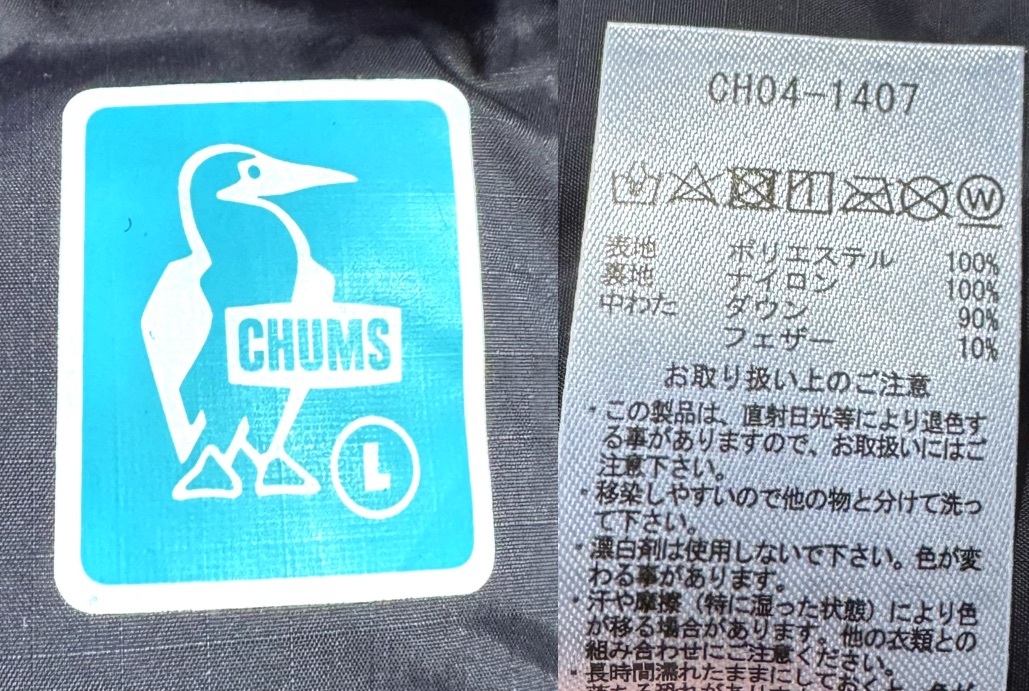 CHUMS
L
CH04-1407
W
表地 ポリエステル 100%
裏地 ナイロン 100%
中わた ダウン 90%
フェザー 10%
お取り扱い上のご注意
・この製品は、直射日光等により退色す
る事がありますので、お取扱いにはご
注意下さい。
・移染しやすいので他の物と分けて洗っ
て下さい。
・漂白剤は使用しないで下さい。色が変
わる事があります。
・汗や摩擦（特に湿った状態）により色
が移る場合があります。他の衣類との
組み合わせにご注意ください。
・長時間濡れたままにしておくと、